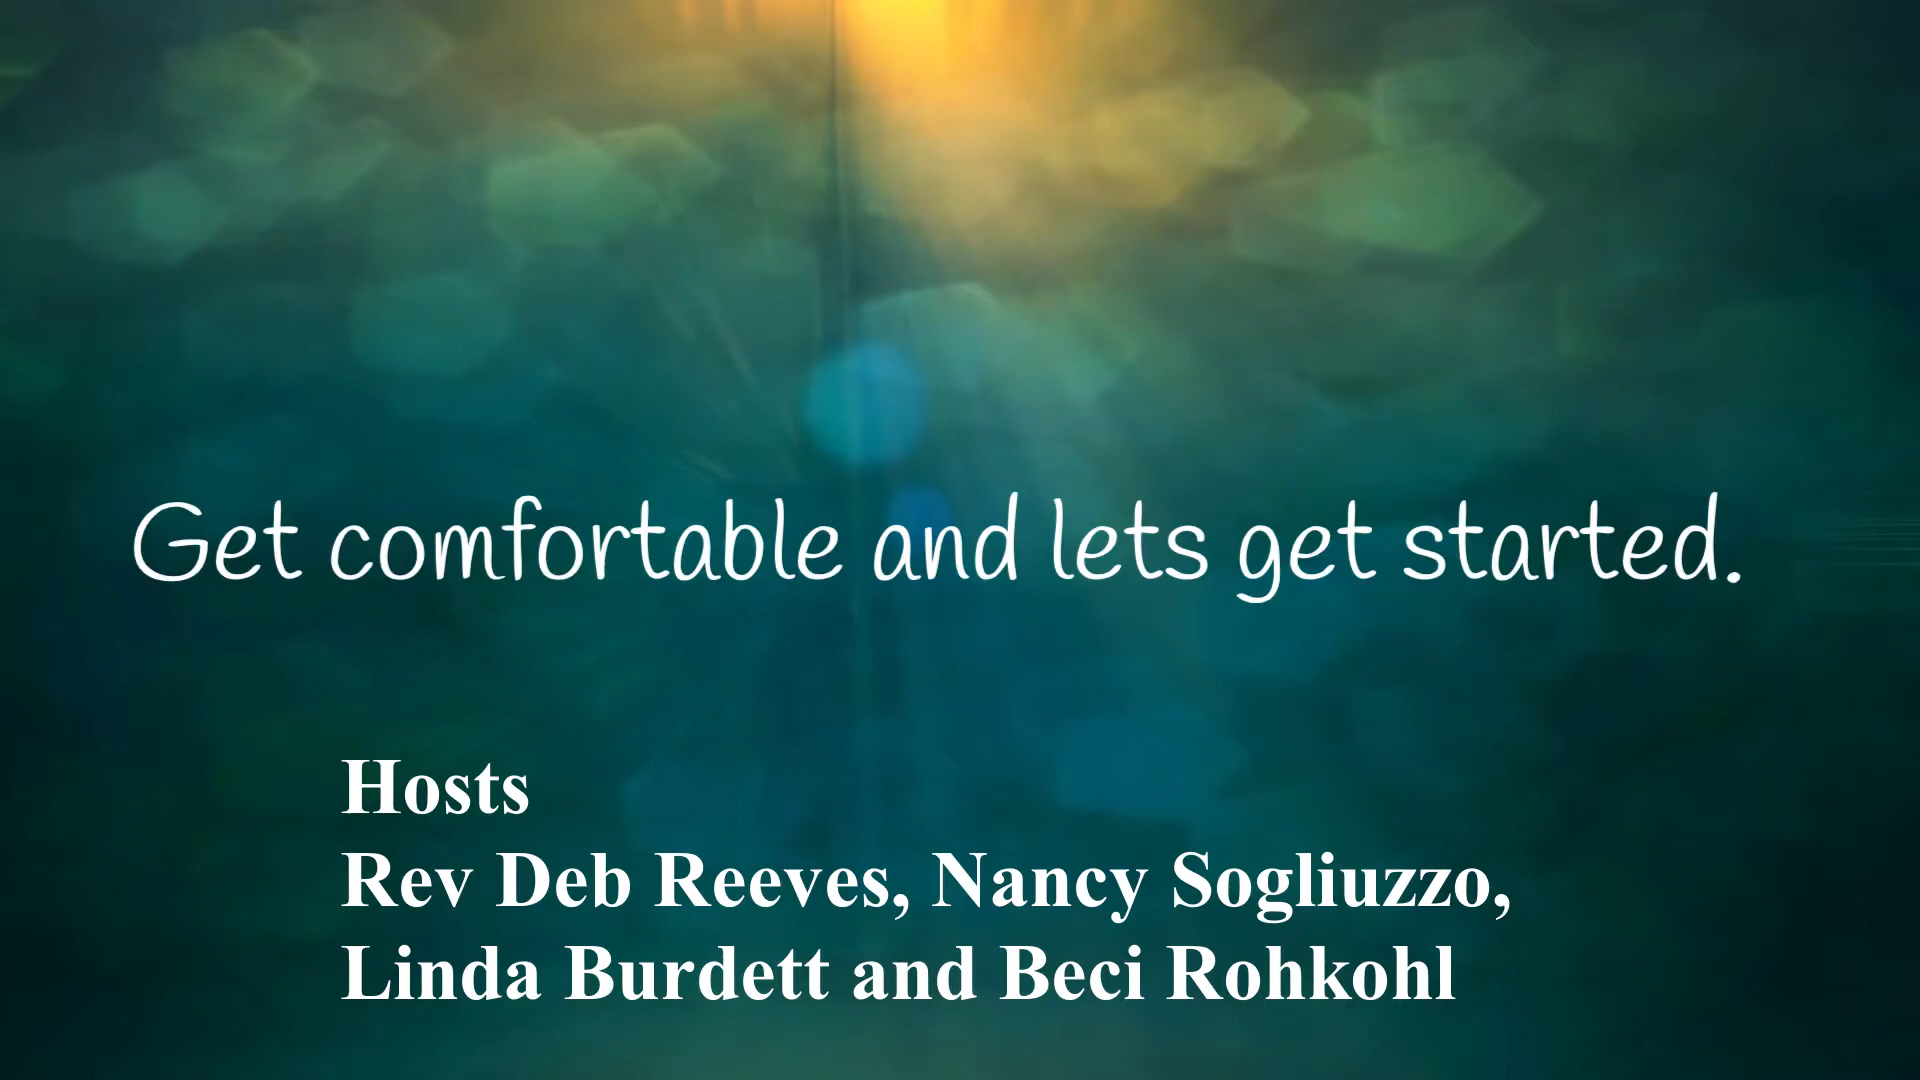 Get comfortable and lets get started.
Hosts
Rev Deb Reeves, Nancy Sogliuzzo,
Linda Burdett and Beci Rohkohl